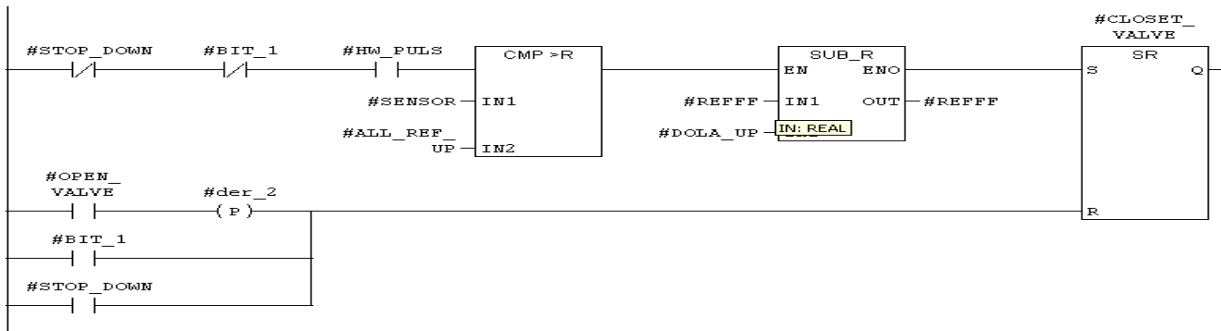 #CLOSET_
VALVE
#STOP_DOWN #BIT_1 #HW_PULS CMP >R SUB_R SR
EN ENO S Q
#SENSOR IN1 #REFFF IN1 OUT #REFFF
#ALL_REF_
UP IN2
#DOLA_UP IN: REAL
#OPEN_
VALVE #der_2
( P ) R
#BIT_1
#STOP_DOWN